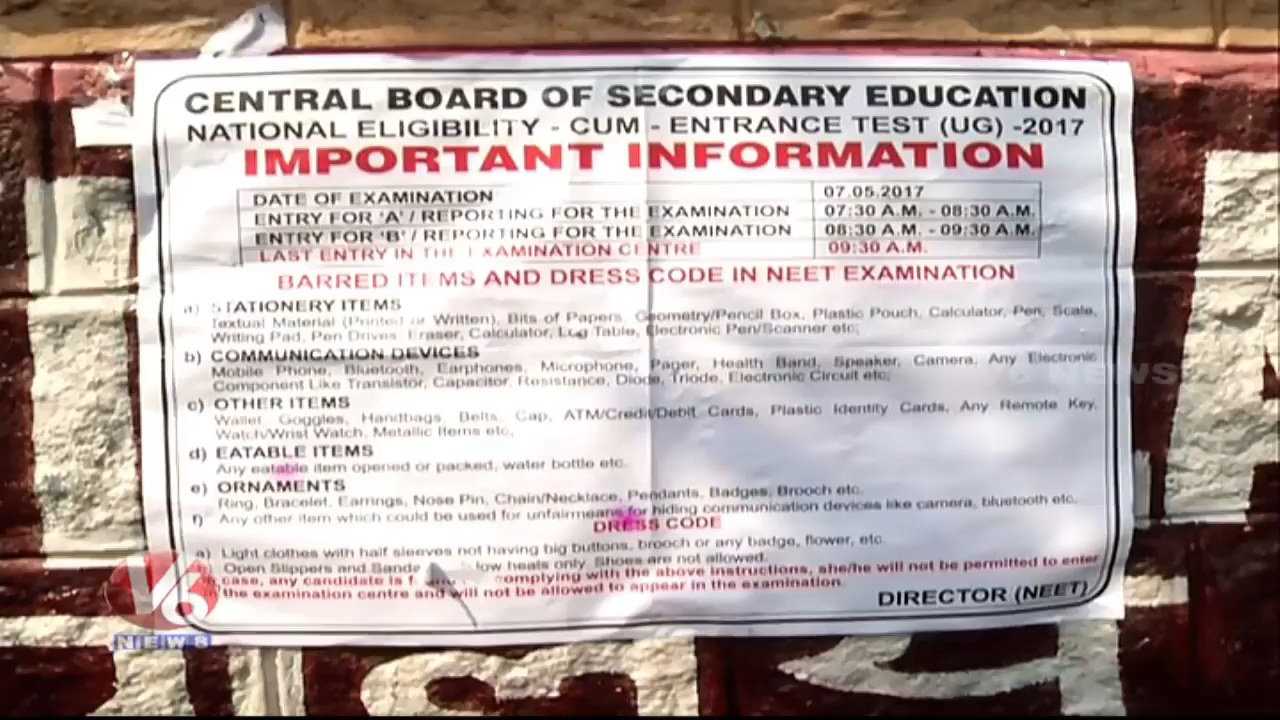 CENTRAL BOARD OF SECONDARY EDUCATION
NATIONAL ELIGIBILITY - CUM - ENTRANCE TEST (UG) -2017
IMPORTANT INFORMATION
DATE OF EXAMINATION 07.05.2017
ENTRY FOR 'A' / REPORTING FOR THE EXAMINATION 07:30 A.M. - 08:30 A.M.
ENTRY FOR 'B' / REPORTING FOR THE EXAMINATION 08:30 A.M. - 09:30 A.M.
LAST ENTRY IN THE EXAMINATION CENTRE 09:30 A.M.
BARRED ITEMS AND DRESS CODE IN NEET EXAMINATION
a) STATIONERY ITEMS
Textual Material (Printed or Written), Bits of Papers, Geometry/Pencil Box, Plastic Pouch, Calculator, Pen, Scale,
Writing Pad, Pen Drives, Eraser, Calculator, Log Table, Electronic Pen/Scanner etc,
b) COMMUNICATION DEVICES
Mobile Phone, Bluetooth, Earphones, Microphone, Pager, Health Band, Speaker, Camera, Any Electronic
Component Like Transistor, Capacitor, Resistance, Diode, Triode, Electronic Circuit etc,
c) OTHER ITEMS
Wallet, Goggles, Handbags, Belts, Cap, ATM/Credit/Debit Cards, Plastic Identity Cards, Any Remote Key,
Watch/Wrist Watch, Metallic Items etc,
d) EATABLE ITEMS
Any eatable item opened or packed, water bottle etc.
e) ORNAMENTS
Ring, Bracelet, Earrings, Nose Pin, Chain/Necklace, Pendants, Badges, Brooch etc.
f) Any other item which could be used for unfairmeans for hiding communication devices like camera, bluetooth etc.
DRESS CODE
a) Light clothes with half sleeves not having big buttons, brooch or any badge, flower, etc.
Open Slippers and low heals only. Shoes are not allowed.
case, any candidate is complying with the above instructions, she/he will not be permitted to enter
the examination centre and will not be allowed to appear in the examination.
DIRECTOR (NEET)
V6
NEWS
V6 NEWS